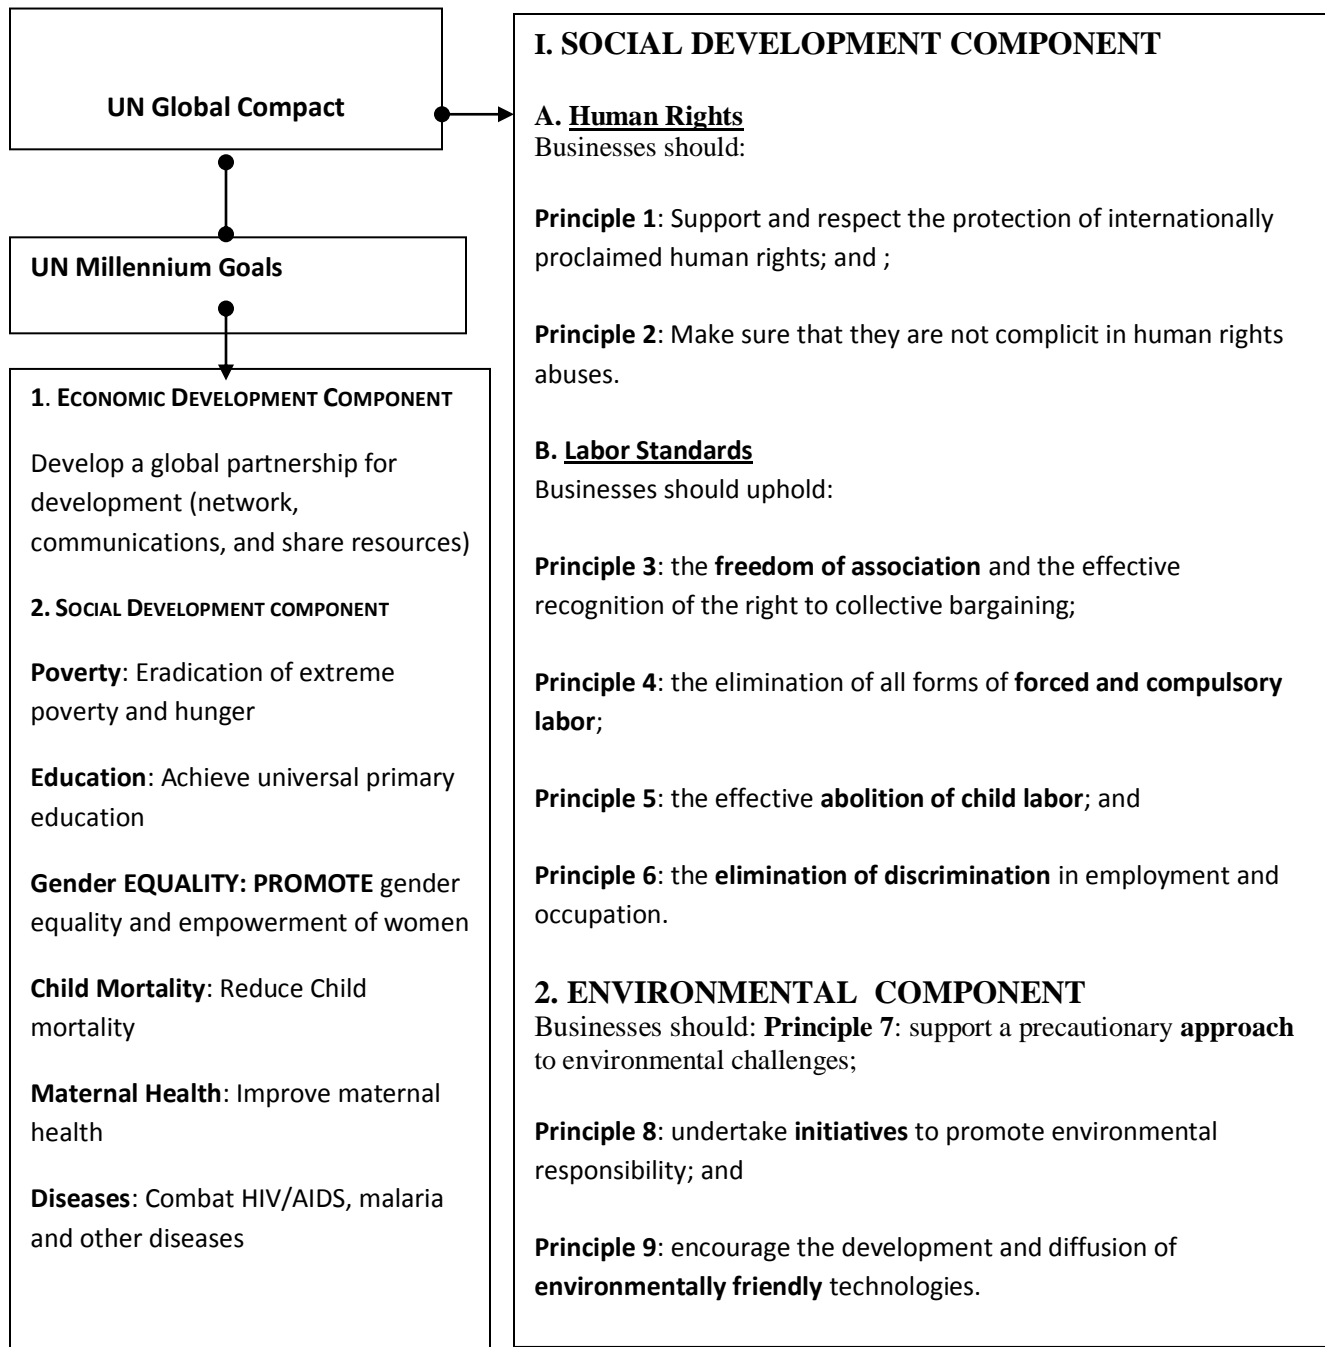 UN Global Compact
UN Millennium Goals
1. ECONOMIC DEVELOPMENT COMPONENT
Develop a global partnership for
development (network,
communications, and share resources)
2. SOCIAL DEVELOPMENT COMPONENT
Poverty: Eradication of extreme
poverty and hunger
Education: Achieve universal primary
education
Gender EQUALITY: PROMOTE gender
equality and empowerment of women
Child Mortality: Reduce Child
mortality
Maternal Health: Improve maternal
health
Diseases: Combat HIV/AIDS, malaria
and other diseases
I. SOCIAL DEVELOPMENT COMPONENT
A. Human Rights
Businesses should:
Principle 1: Support and respect the protection of internationally
proclaimed human rights; and ;
Principle 2: Make sure that they are not complicit in human rights
abuses.
B. Labor Standards
Businesses should uphold:
Principle 3: the freedom of association and the effective
recognition of the right to collective bargaining;
Principle 4: the elimination of all forms of forced and compulsory
labor;
Principle 5: the effective abolition of child labor; and
Principle 6: the elimination of discrimination in employment and
occupation.
2. ENVIRONMENTAL COMPONENT
Businesses should: Principle 7: support a precautionary approach
to environmental challenges;
Principle 8: undertake initiatives to promote environmental
responsibility; and
Principle 9: encourage the development and diffusion of
environmentally friendly technologies.